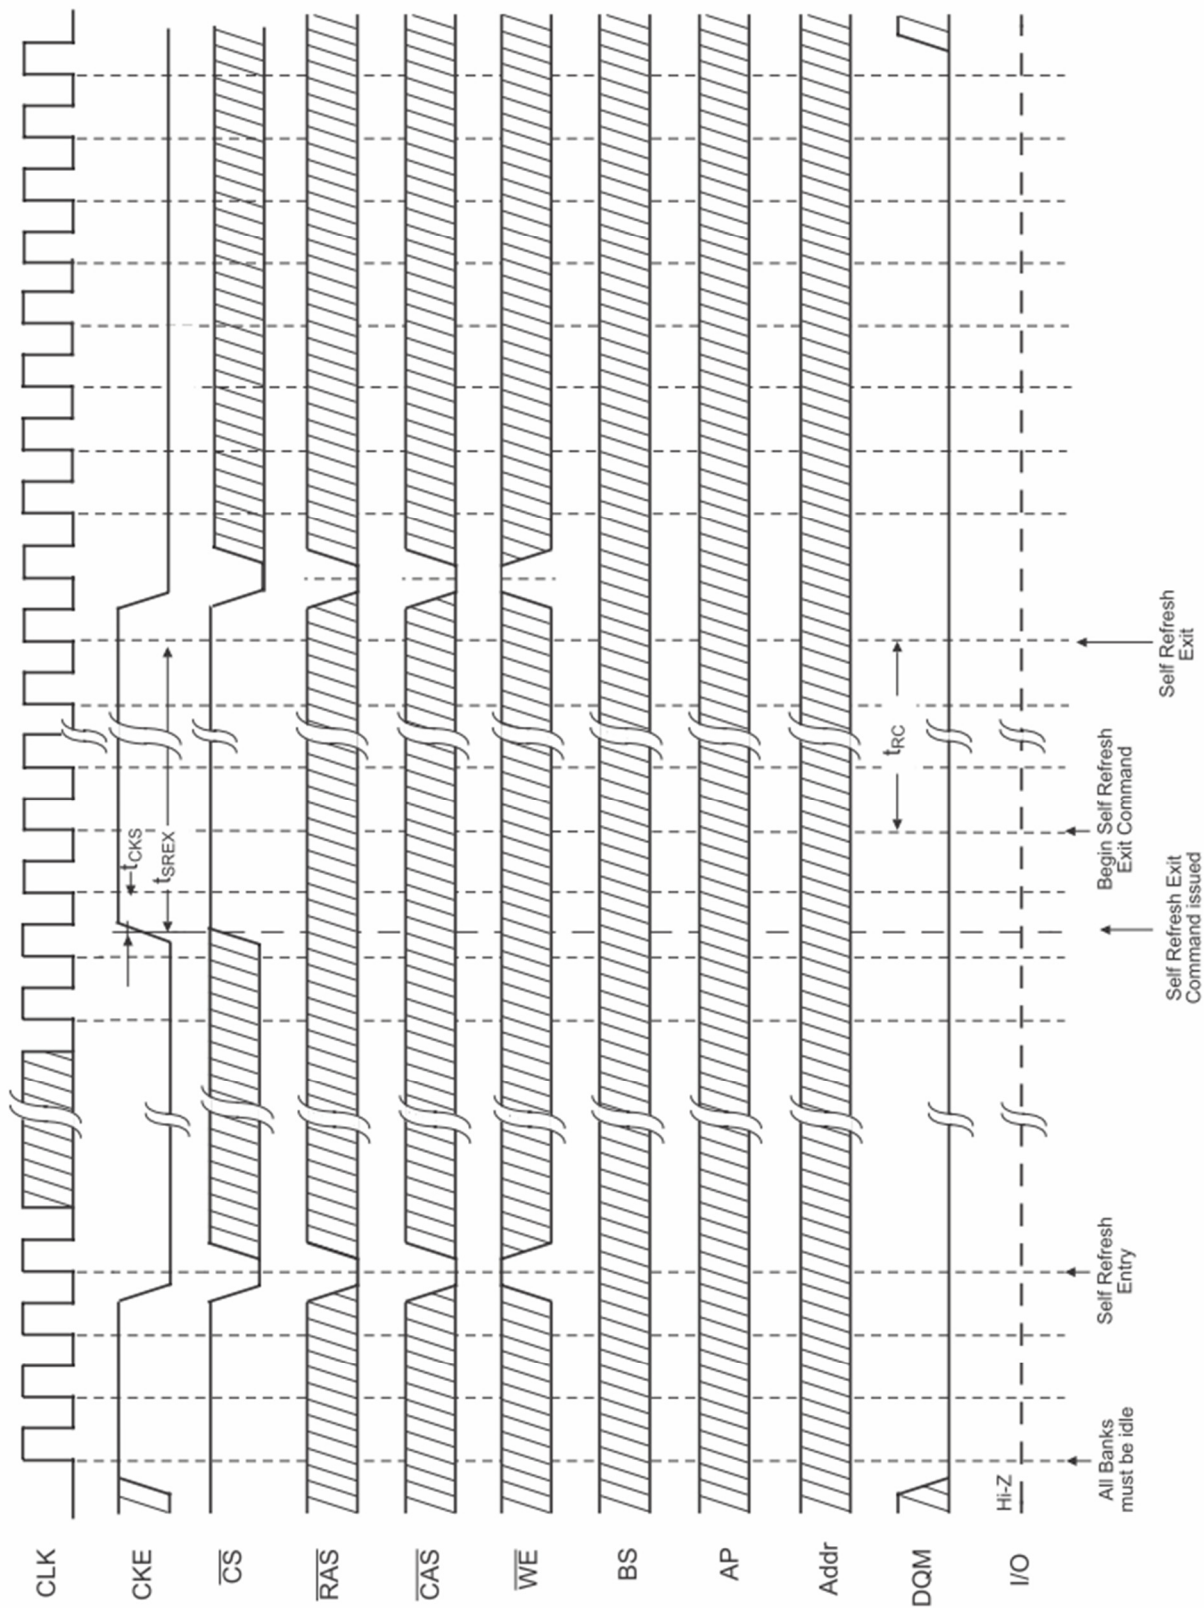 CLK
CKE
CS
RAS
CAS
WE
BS
AP
Addr
DQM
I/O
tCKS
tSREX
tRC
Hi-Z
All Banks
must be idle
Self Refresh
Entry
Self Refresh Exit
Command issued
Begin Self Refresh
Exit Command
Self Refresh
Exit